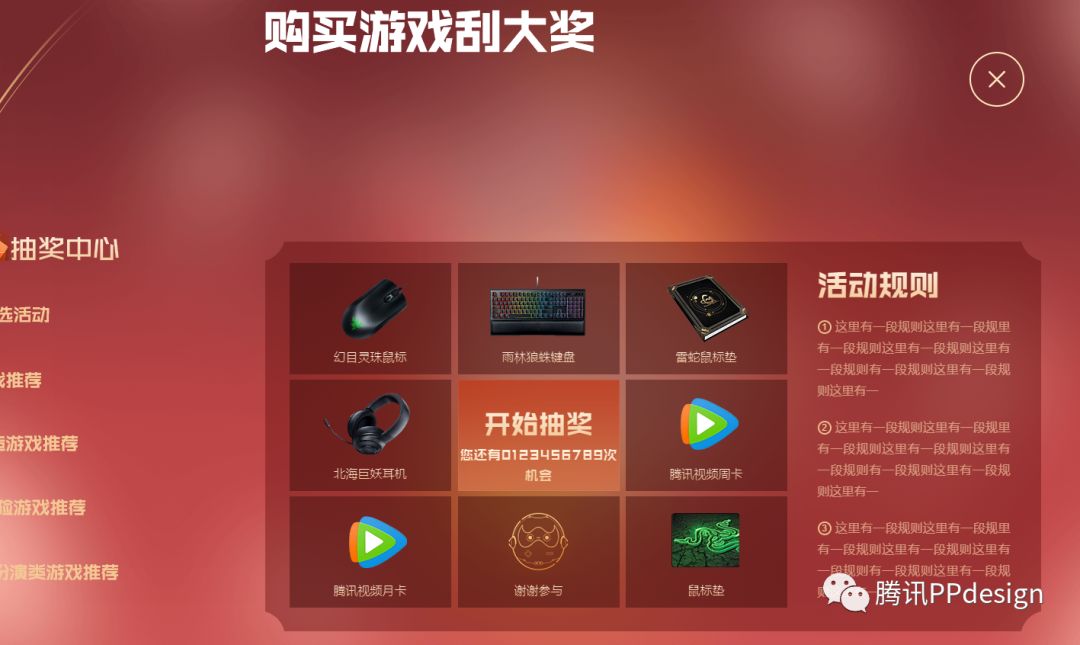 购买游戏刮大奖
抽奖中心
选活动
戏推荐
游戏推荐
险游戏推荐
扮演类游戏推荐
幻目灵珠鼠标
雨林狼蛛键盘
雷蛇鼠标垫
北海巨妖耳机
开始抽奖
您还有0123456789次
机会
腾讯视频周卡
腾讯视频月卡
谢谢参与
鼠标垫
活动规则
① 这里有一段规则这里有一段规里
有一段规则这里有一段规则这里有
一段规则有一段规则这里有一段规
则这里有一
② 这里有一段规则这里有一段规里
有一段规则这里有一段规则这里有
一段规则有一段规则这里有一段规
则这里有一
③ 这里有一段规则这里有一段规里
有一段规则这里有一段规则这里有
一段规则有一段规则这里有一段规
腾讯PPdesign